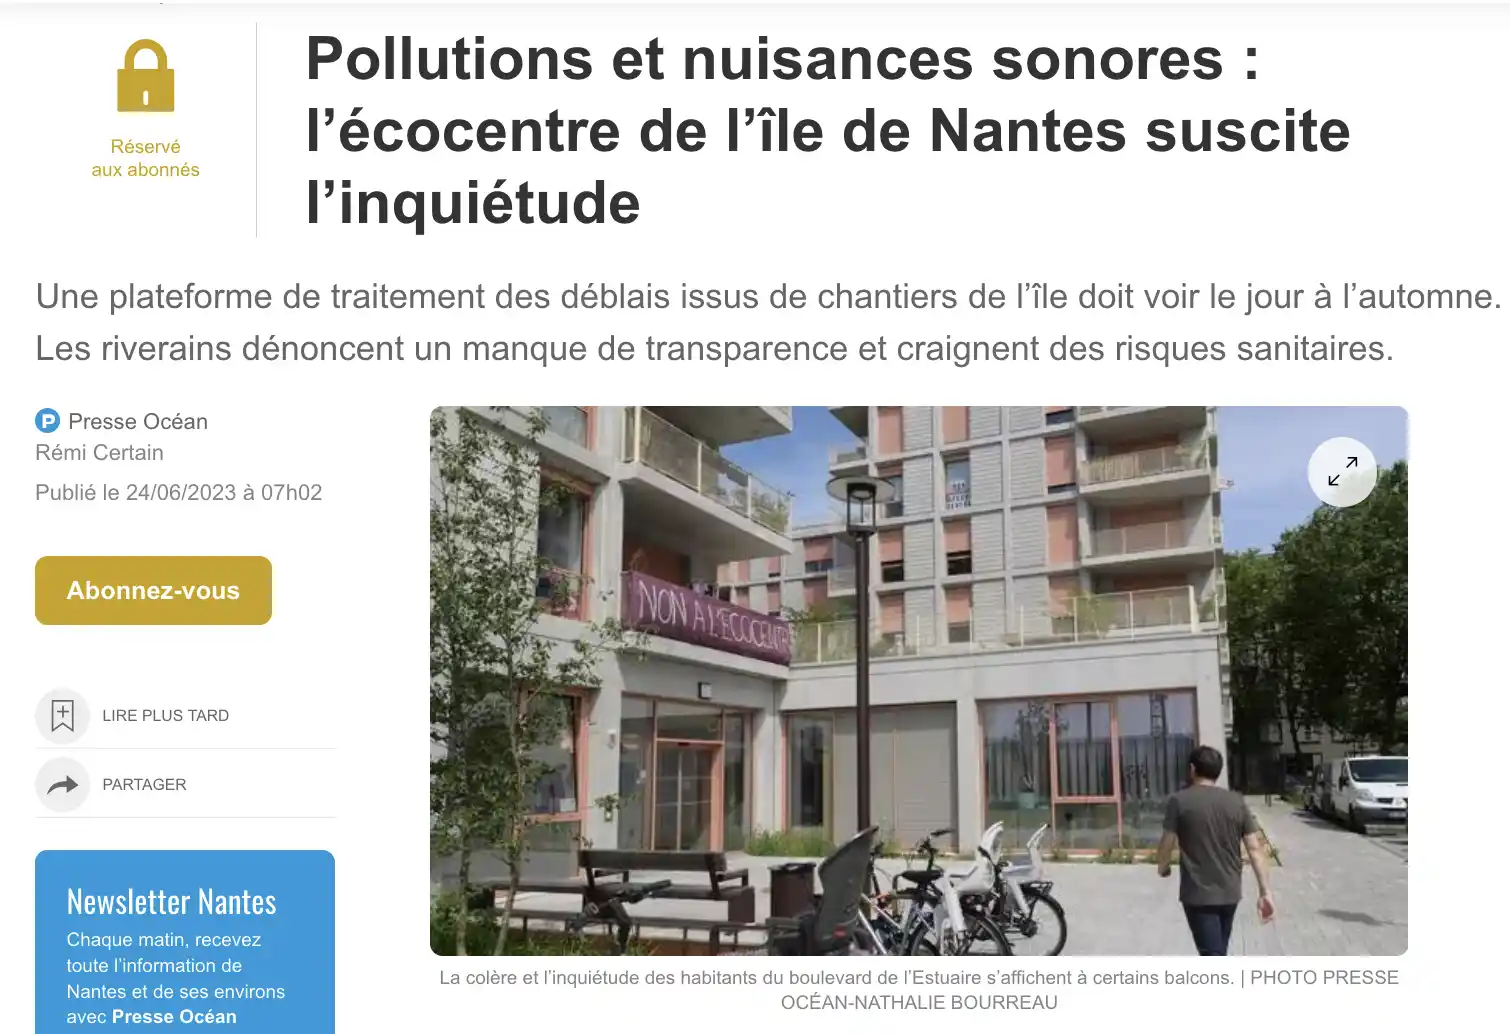 Réservé
aux abonnés
Pollutions et nuisances sonores :
l’écocentre de l’île de Nantes suscite
l’inquiétude
Une plateforme de traitement des déblais issus de chantiers de l’île doit voir le jour à l’automne.
Les riverains dénoncent un manque de transparence et craignent des risques sanitaires.
P Presse Océan
Rémi Certain
Publié le 24/06/2023 à 07h02
Abonnez-vous
LIRE PLUS TARD
PARTAGER
Newsletter Nantes
Chaque matin, recevez
toute l’information de
Nantes et de ses environs
avec Presse Océan
NON A L'ECOCENTR
La colère et l’inquiétude des habitants du boulevard de l’Estuaire s’affichent à certains balcons. | PHOTO PRESSE
OCÉAN-NATHALIE BOURREAU